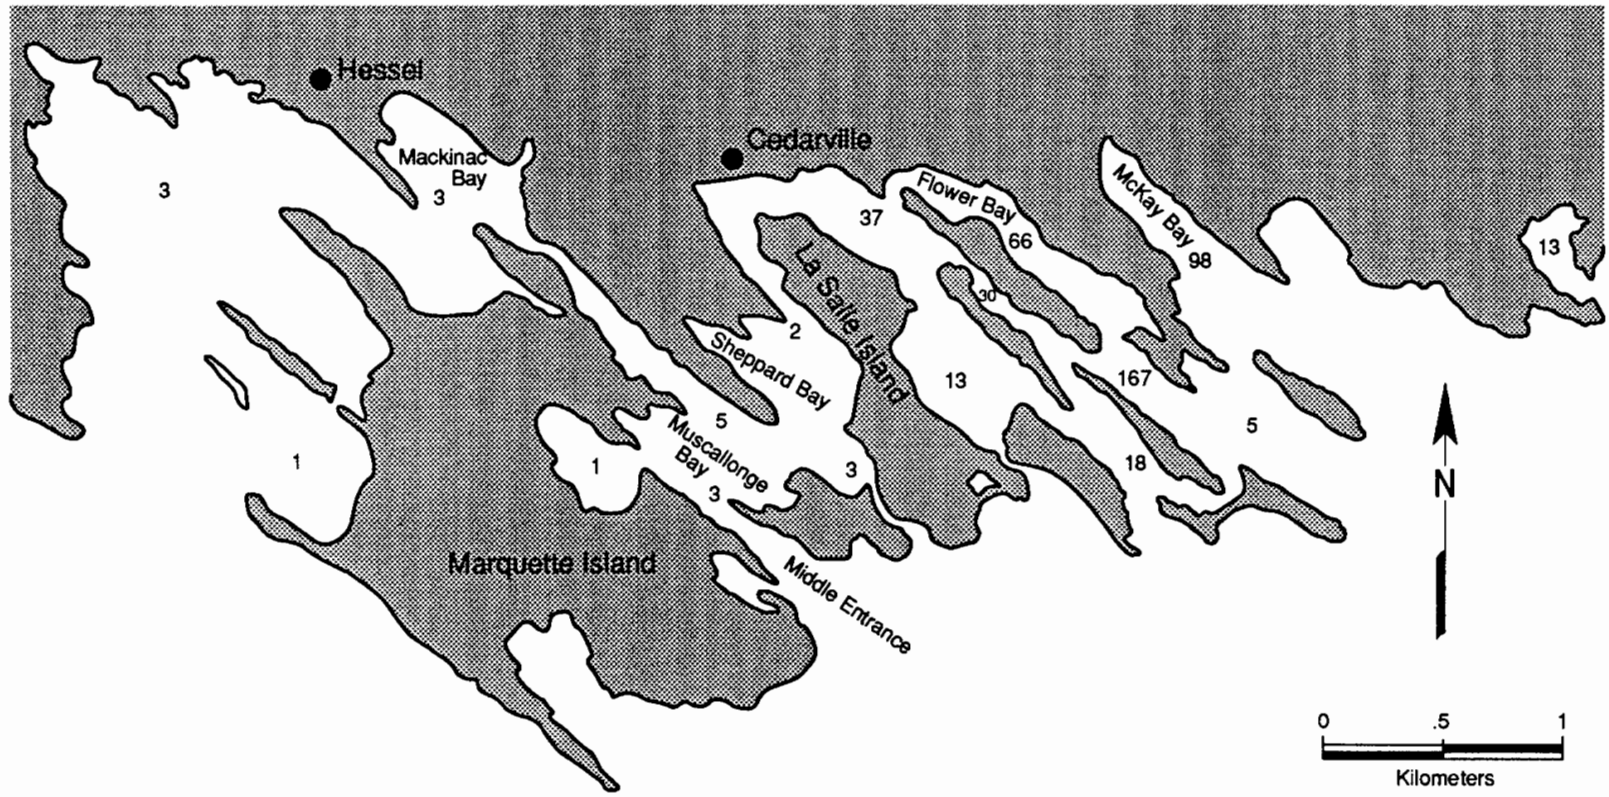 Hessel
Cedarville
Mackinac
Bay
3
3
Flower Bay
McKay Bay
37
66
98
13
La Salle Island
30
2
Sheppard Bay
13
167
5
5
Muscallonge
Bay
1
1
3
3
18
N
Marquette Island
Middle Entrance
0 .5 1
Kilometers